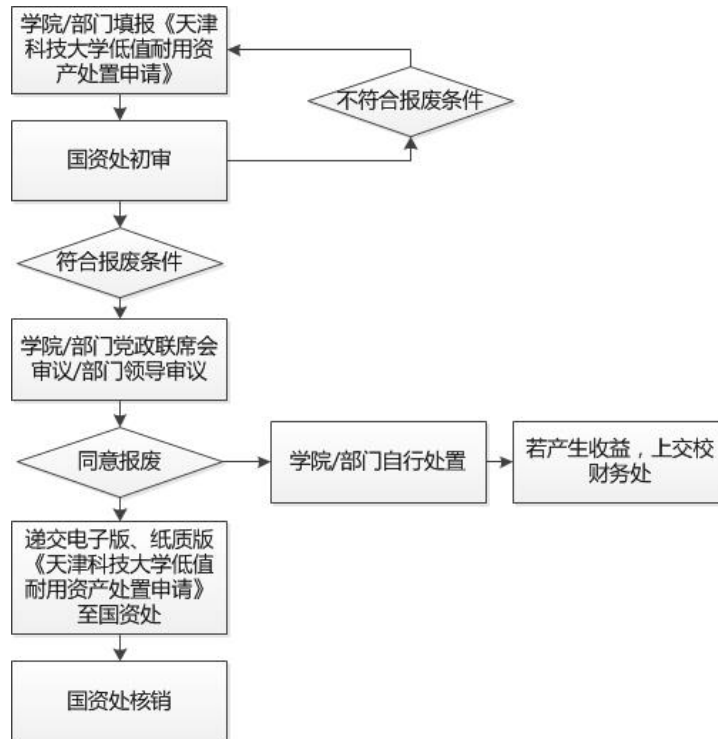 学院/部门填报《天津
科技大学低值耐用资
产处置申请》
不符合报废条件
国资处初审
符合报废条件
学院/部门党政联席会
审议/部门领导审议
同意报废
学院/部门自行处置
若产生收益，上交校
财务处
递交电子版、纸质版
《天津科技大学低值
耐用资产处置申请》
至国资处
国资处核销